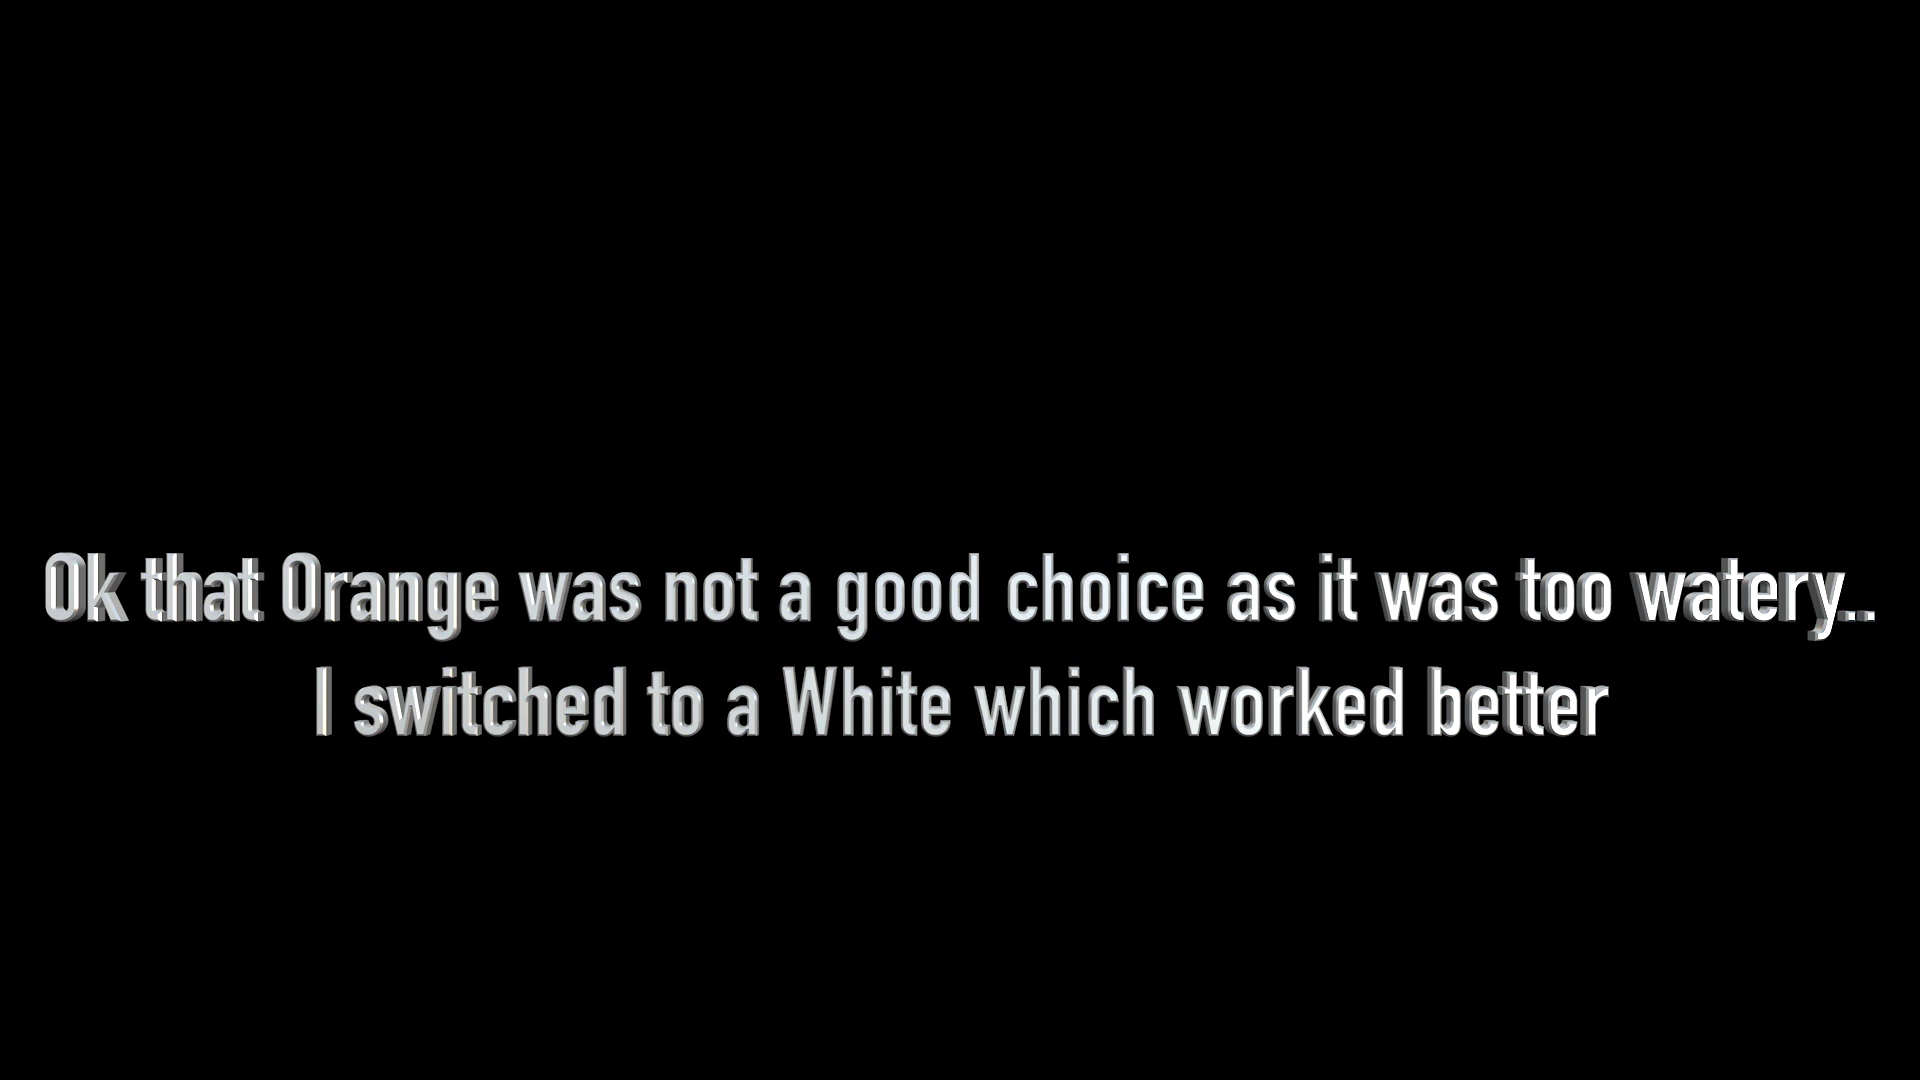 Ok that Orange was not a good choice as it was too watery..
I switched to a White which worked better